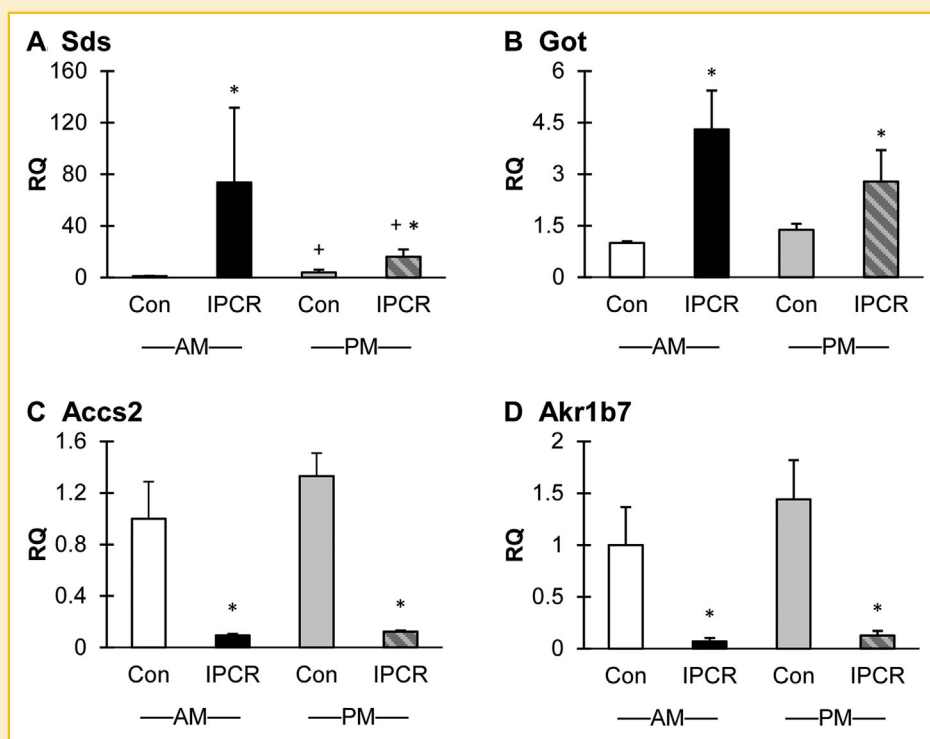 A Sds
160
120
80
40
0
RQ
*
+
+ *
Con IPCR Con IPCR
AM PM
B Got
6
4.5
3
1.5
0
RQ
*
*
Con IPCR Con IPCR
AM PM
C Accs2
1.6
1.2
0.8
0.4
0
RQ
*
*
Con IPCR Con IPCR
AM PM
D Akr1b7
2
1.5
1
0.5
0
RQ
*
*
Con IPCR Con IPCR
AM PM